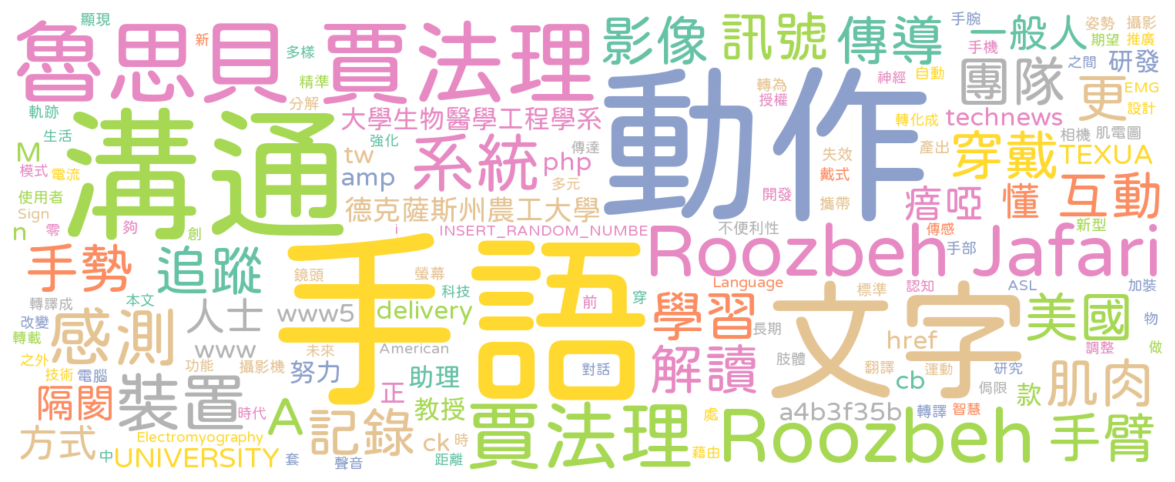 顯現 新 多樣 魯思貝 賈法理 影像 訊號 傳導 手腕 一般人 姿勢 攝影
期望 推廣 手機 之間 研發
精準 分解 轉為 授權 神經 自動 團隊 更 EMG 設計
軌跡 生活 溝通 大學生物醫學工程學系 動作 轉化成 technews 相機 肌電圖
強化 傳達 產出
M 模式 電流 tw amp 系統 php 多元 失效 戴式 穿戴 TEXUA
使用者 Sign 德克薩斯州農工大學 開發 攜帶 瘖啞 懂 互動
n 零 夠 創 i INSERT_RANDOM_NUMBE 不便利性 傳感 新型
手勢 追蹤 手語 Roozbeh Jafari 手部
鏡頭 螢幕 科技 前 穿 Language 標準 認知 ASL 加裝
轉譯成 本文 www5 delivery 學習 文字 美國
改變 感測 人士 長期 物
轉載 www 未來 American href 調整 做
之外 功能 攝影機 努力 對話 解讀 肢體 翻譯 運動 研究
技術 電腦 助理 cb 侷限 肌肉
隔閡 裝置 時代 A 正 教授 處 a4b3f35b 轉譯 智慧 款
方式 Electromyography 記錄 ck 時 賈法理 Roozbeh 手臂
中 UNIVERSITY 套 聲音 距離 藉由